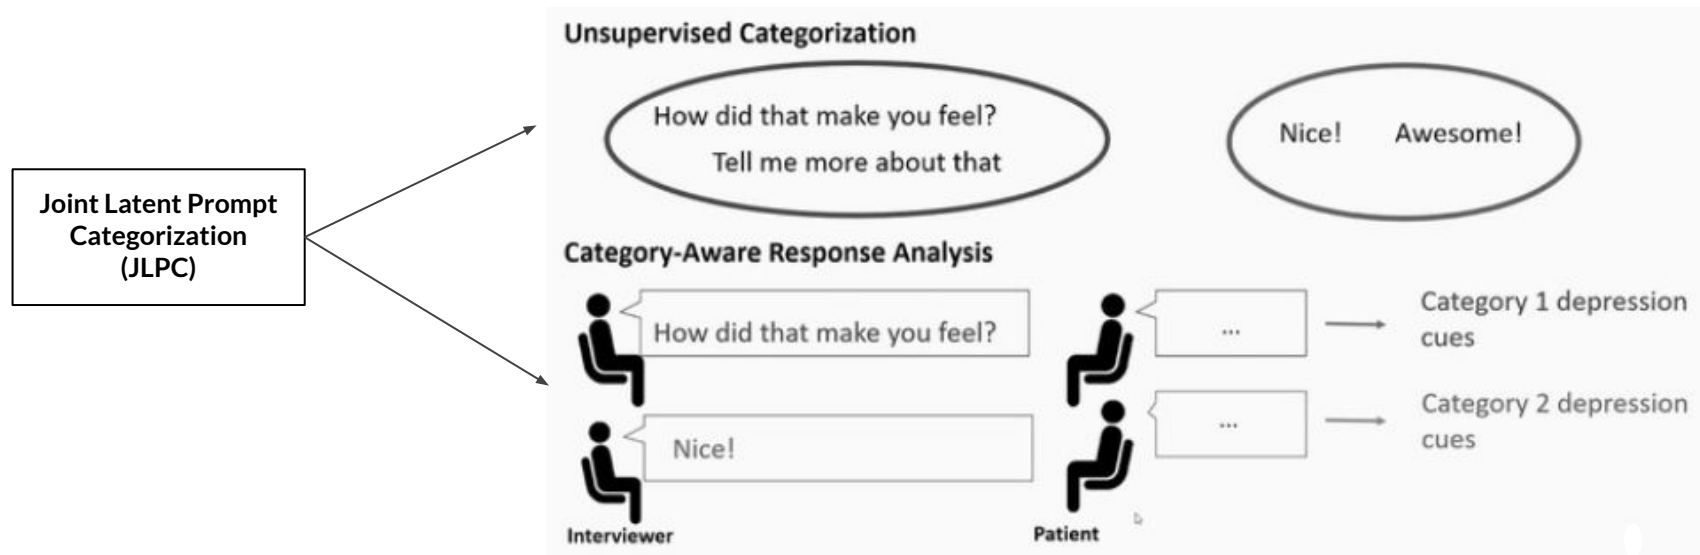 Joint Latent Prompt
Categorization
(JLPC)
Unsupervised Categorization
How did that make you feel?
Tell me more about that
Nice! Awesome!
Category-Aware Response Analysis
How did that make you feel?
...
Category 1 depression
cues
Nice!
...
Category 2 depression
cues
Interviewer
Patient